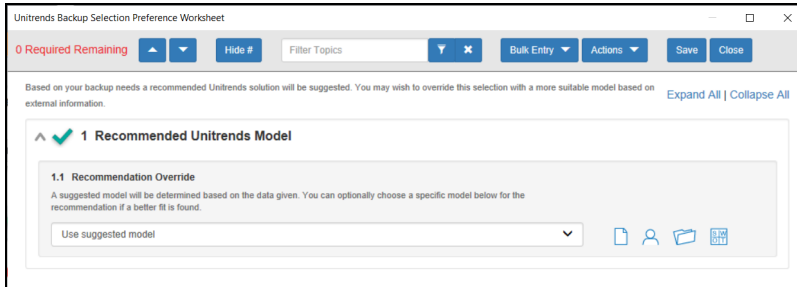 Unitrends Backup Selection Preference Worksheet
0 Required Remaining Hide # Filter Topics Bulk Entry Actions Save Close
Based on your backup needs a recommended Unitrends solution will be suggested. You may wish to override this selection with a more suitable model based on
external information.
Expand All | Collapse All
1 Recommended Unitrends Model
1.1 Recommendation Override
A suggested model will be determined based on the data given. You can optionally choose a specific model below for the
recommendation if a better fit is found.
Use suggested model
S W
O T